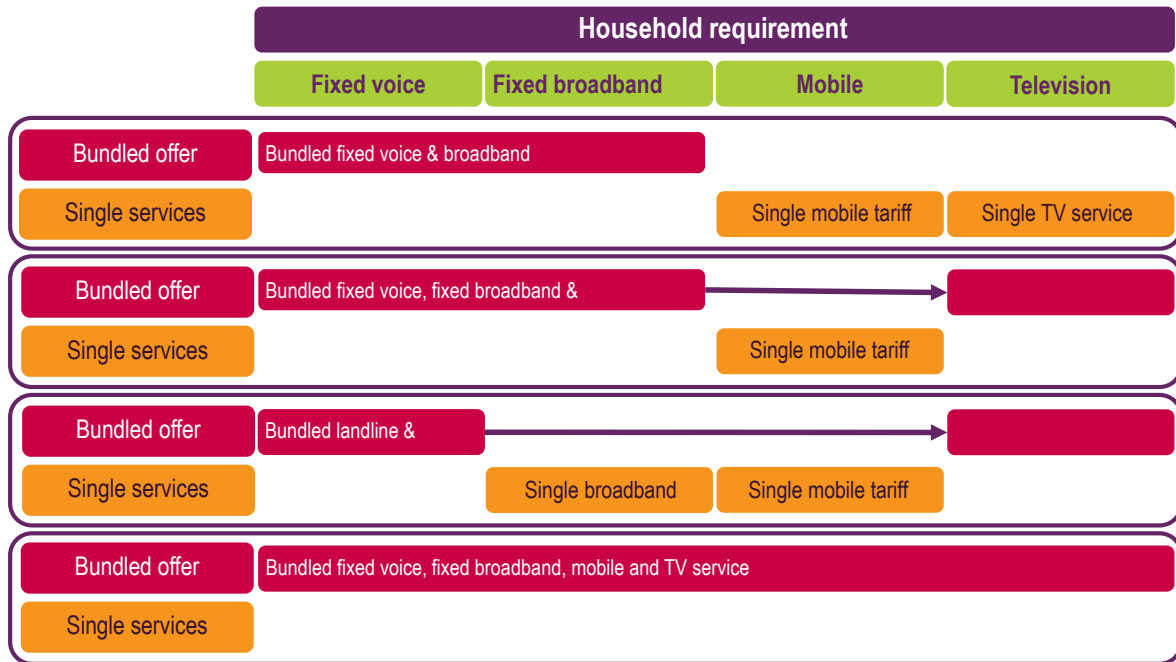 Household requirement
Fixed voice
Fixed broadband
Mobile
Television
Bundled offer
Bundled fixed voice & broadband
Single services
Single mobile tariff
Single TV service
Bundled offer
Bundled fixed voice, fixed broadband &
Single services
Single mobile tariff
Bundled offer
Bundled landline &
Single services
Single broadband
Single mobile tariff
Bundled offer
Bundled fixed voice, fixed broadband, mobile and TV service
Single services